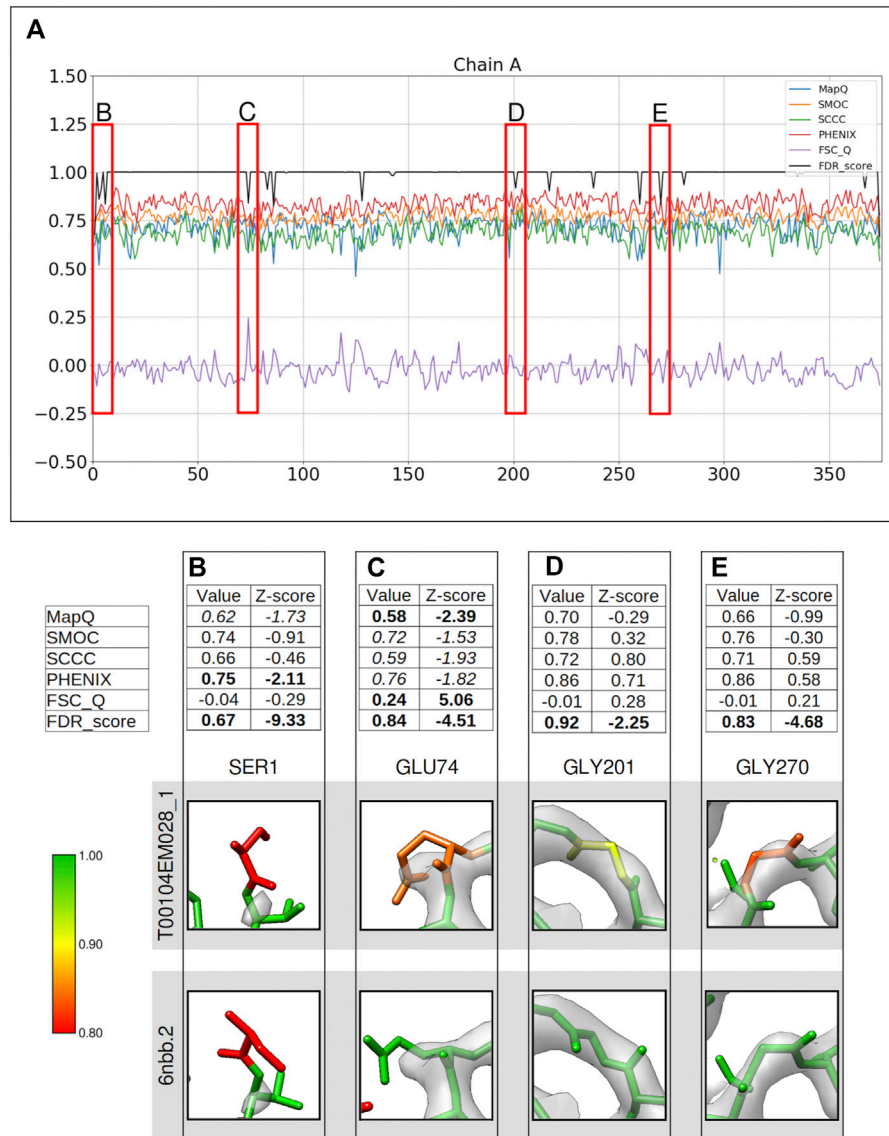 A
Chain A
1.50
1.25
1.00
0.75
0.50
0.25
0.00
−0.25
−0.50
0 50 100 150 200 250 300 350
B
C
D
E
MapQ
SMOC
SCCC
PHENIX
FSC_Q
FDR_score
B C D E
Value Z-score Value Z-score Value Z-score Value Z-score
MapQ 0.62 -1.73 0.58 -2.39 0.70 -0.29 0.66 -0.99
SMOC 0.74 -0.91 0.72 -1.53 0.78 0.32 0.76 -0.30
SCCC 0.66 -0.46 0.59 -1.93 0.72 0.80 0.71 0.59
PHENIX 0.75 -2.11 0.76 -1.82 0.86 0.71 0.86 0.58
FSC_Q -0.04 -0.29 0.24 5.06 -0.01 0.28 -0.01 0.21
FDR_score 0.67 -9.33 0.84 -4.51 0.92 -2.25 0.83 -4.68
SER1 GLU74 GLY201 GLY270
T00104EM028_1
1.00
0.90
0.80
6nbb.2